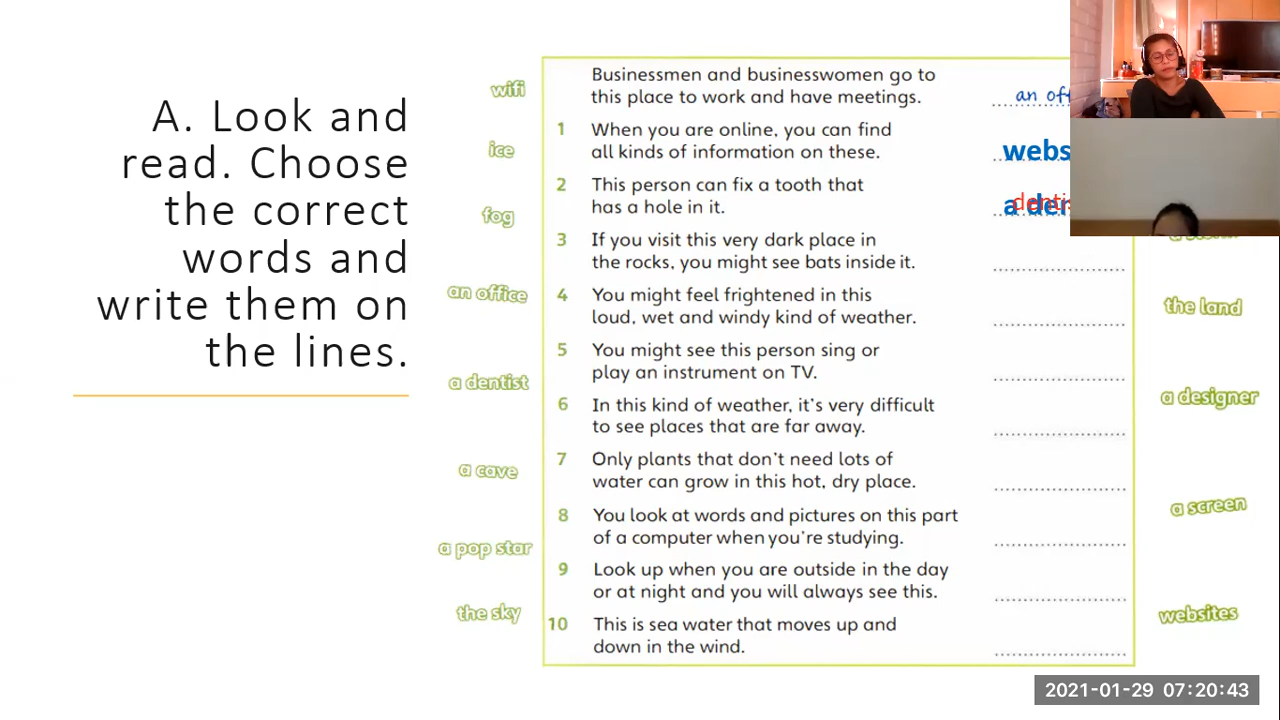 A. Look and
read. Choose
the correct
words and
write them on
the lines.
wifi
ice
fog
an office
a dentist
a cave
a pop star
the sky
Businessmen and businesswomen go to
this place to work and have meetings.
an off
1 When you are online, you can find
all kinds of information on these.
webs
2 This person can fix a tooth that
has a hole in it.
a den
denti
3 If you visit this very dark place in
the rocks, you might see bats inside it.
4 You might feel frightened in this
loud, wet and windy kind of weather.
5 You might see this person sing or
play an instrument on TV.
6 In this kind of weather, it's very difficult
to see places that are far away.
7 Only plants that don't need lots of
water can grow in this hot, dry place.
8 You look at words and pictures on this part
of a computer when you're studying.
9 Look up when you are outside in the day
or at night and you will always see this.
10 This is sea water that moves up and
down in the wind.
the land
a designer
a screen
websites
2021-01-29 07:20:43